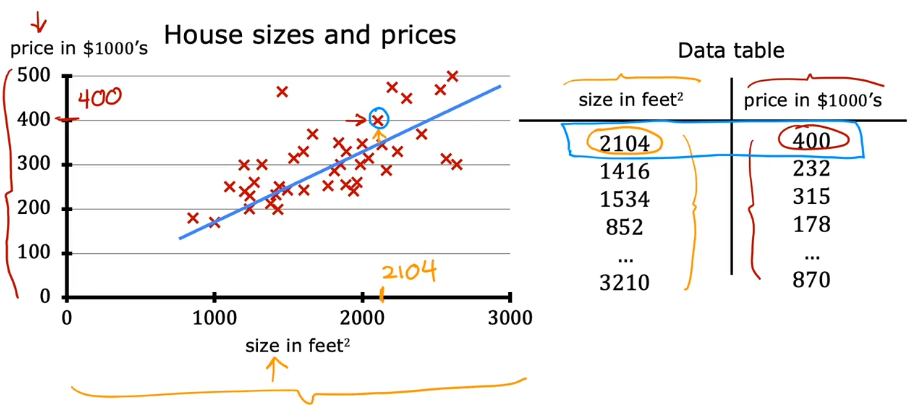 House sizes and prices
price in $1000's
500
400
400
300
200
100
0
0 1000 2000 3000
2104
size in feet²
Data table
size in feet² price in $1000's
2104 400
1416 232
1534 315
852 178
... ...
3210 870